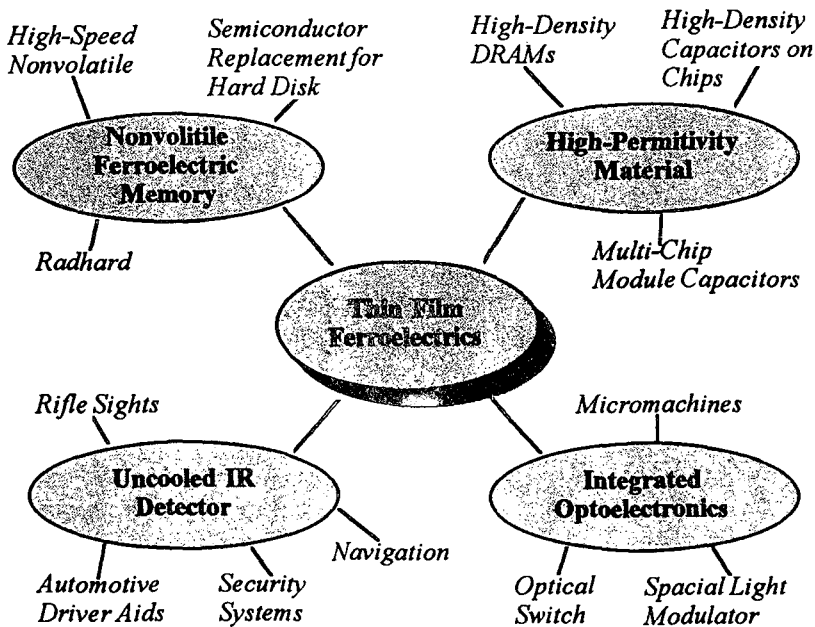 High-Speed
Nonvolatile
Semiconductor
Replacement for
Hard Disk
High-Density
DRAMs
High-Density
Capacitors on
Chips
Nonvolitile
Ferroelectric
Memory
High-Permitivity
Material
Radhard
Multi-Chip
Module Capacitors
Thin Film
Ferroelectrics
Rifle Sights
Micromachines
Uncooled IR
Detector
Integrated
Optoelectronics
Navigation
Automotive
Driver Aids
Security
Systems
Optical
Switch
Spacial Light
Modulator